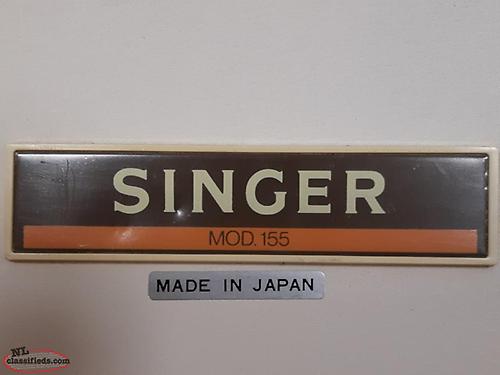 SINGER
MOD. 155
MADE IN JAPAN
NL
classifieds.com